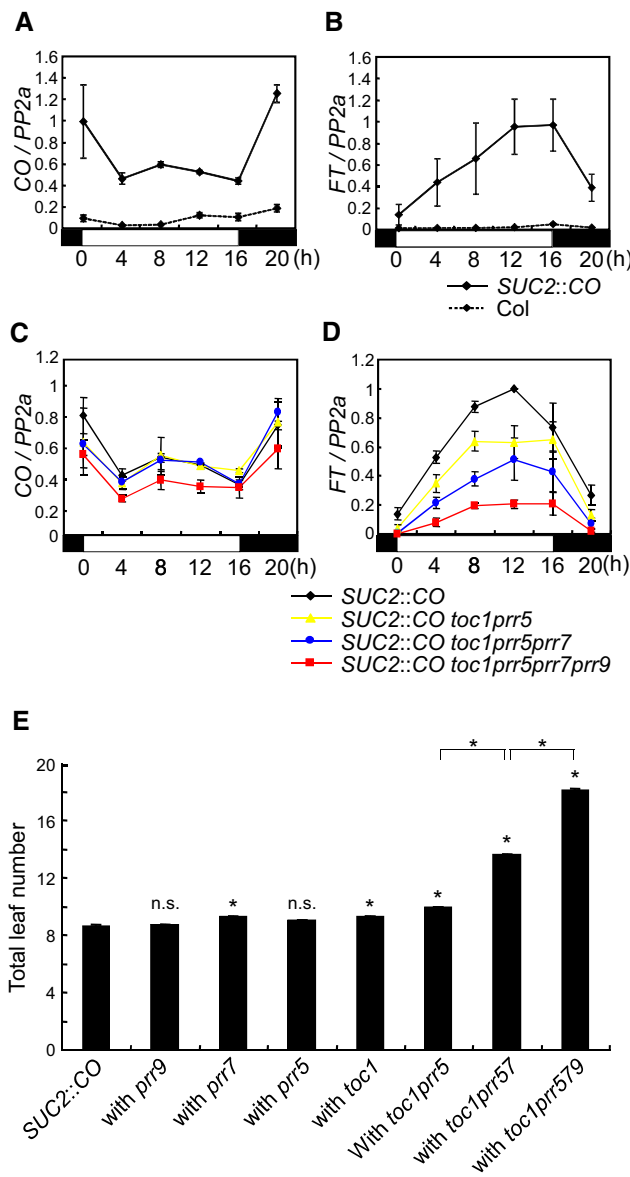 A
CO / PP2a
1.6
1.4
1.2
1
0.8
0.6
0.4
0.2
0
0 4 8 12 16 20 (h)
B
FT / PP2a
1.6
1.4
1.2
1
0.8
0.6
0.4
0.2
0
0 4 8 12 16 20 (h)
SUC2::CO
Col
C
CO / PP2a
1.2
1
0.8
0.6
0.4
0.2
0
0 4 8 12 16 20(h)
D
FT / PP2a
1.2
1
0.8
0.6
0.4
0.2
0
0 4 8 12 16 20(h)
SUC2::CO
SUC2::CO toc1prr5
SUC2::CO toc1prr5prr7
SUC2::CO toc1prr5prr7prr9
E
Total leaf number
20
16
12
8
4
0
* *
n.s. * n.s. * * * *
SUC2::CO
with prr9
with prr7
with prr5
with toc1
With toc1prr5
with toc1prr57
with toc1prr579